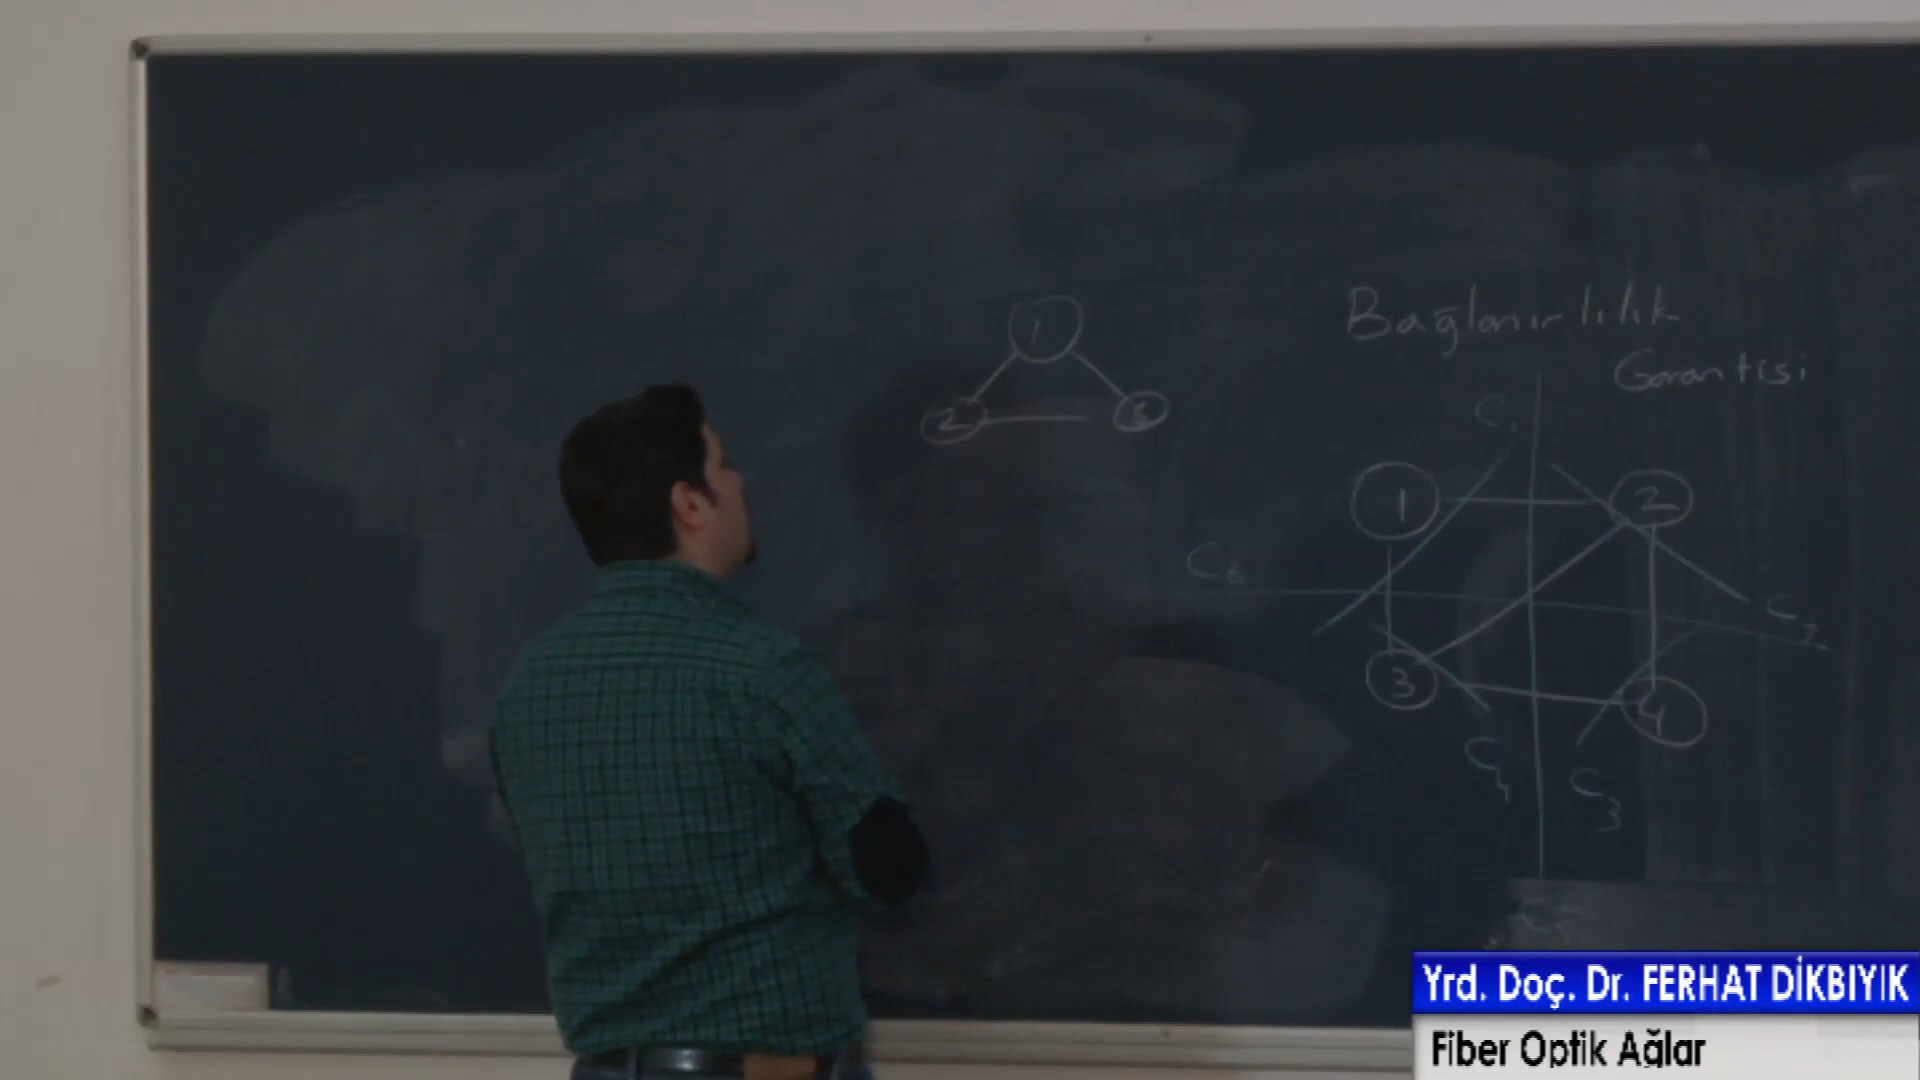 Bağlanırlılık
Garantisi
1
2
3
C1
1
2
C6
C2
3
4
C4
C3
C5
Yrd. Doç. Dr. FERHAT DİKBIYIK
Fiber Optik Ağlar